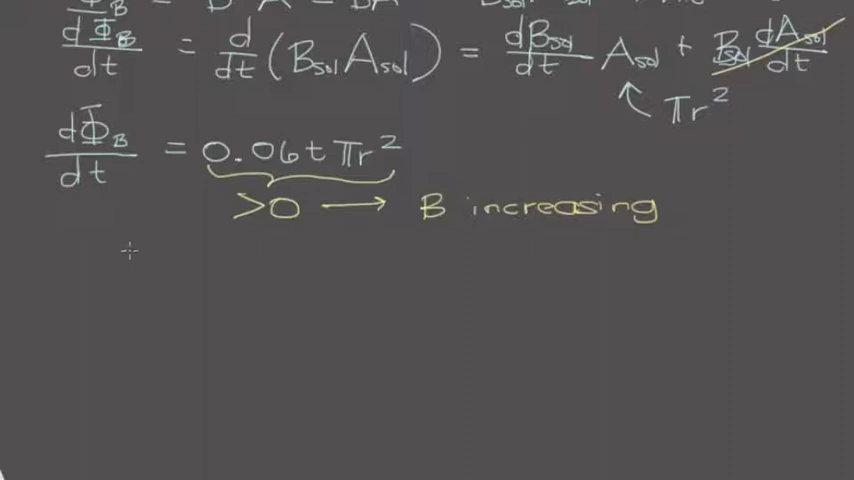 dΦ_B/dt = d/dt (B_sol A_sol) = dB_sol/dt A_sol + B_sol dA_sol/dt
πr²
dΦ_B/dt = 0.06t πr²
>0 → B increasing